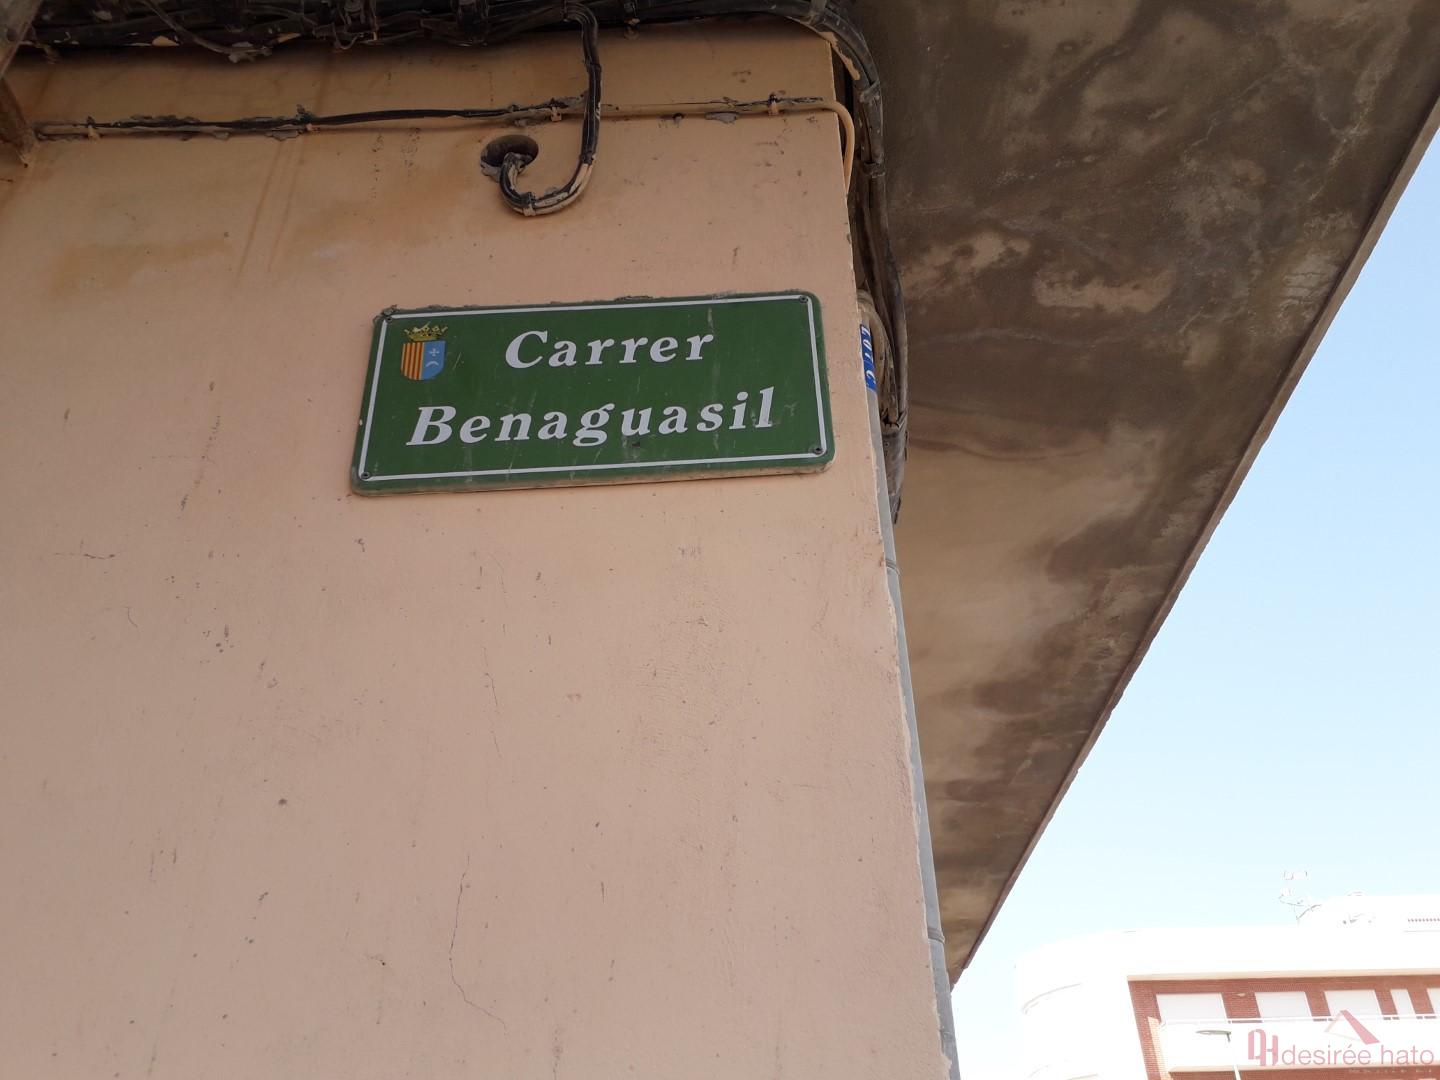 Carrer
Benaguasil
desirée hato